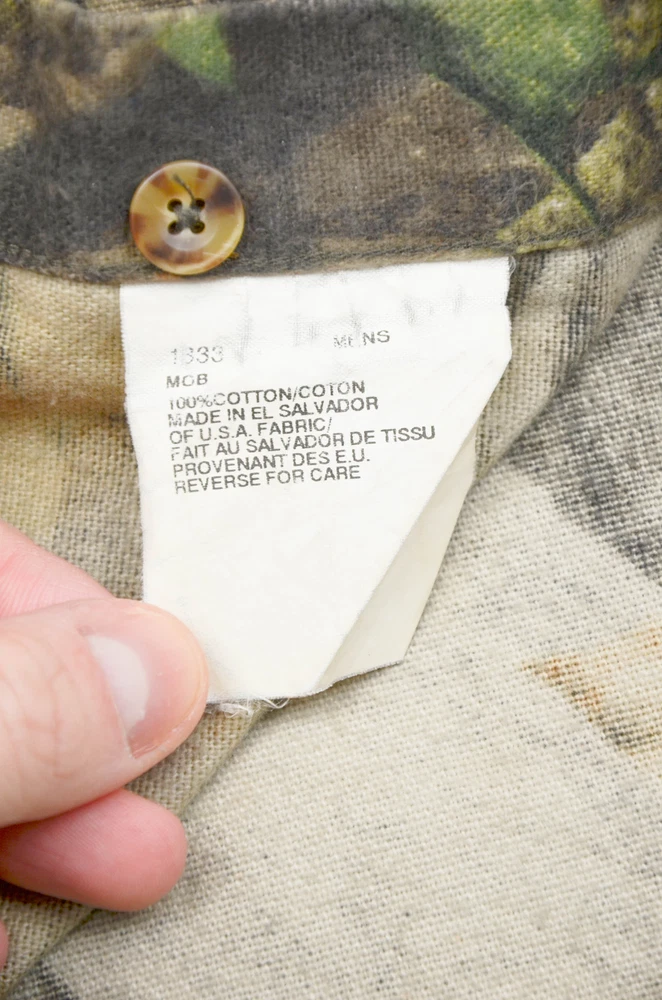 1333 MENS
MOB
100%COTTON/COTON
MADE IN EL SALVADOR
OF U.S.A. FABRIC/
FAIT AU SALVADOR DE TISSU
PROVENANT DES E.U.
REVERSE FOR CARE